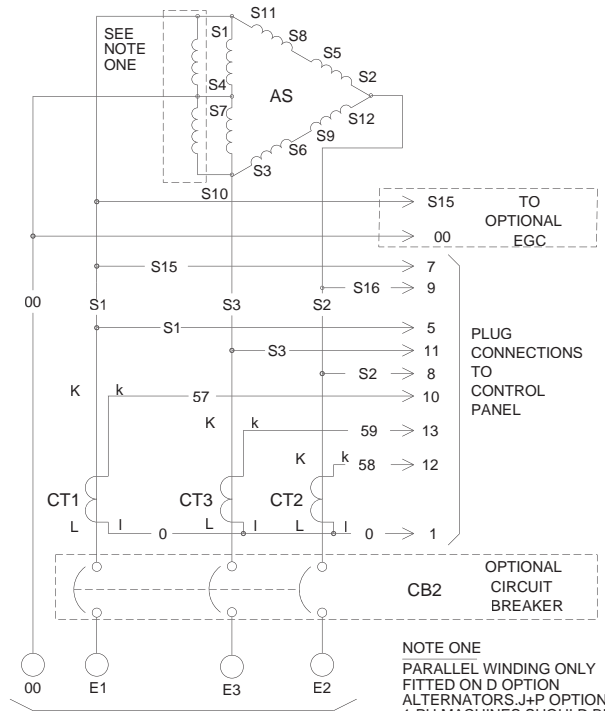 S11
SEE
NOTE
ONE
S1
S8
S5
S4
AS
S2
S7
S12
S9
S6
S3
S10
S15
TO
OPTIONAL
EGC
00
S15
7
00
S1
S3
S2
S16
9
S1
5
S3
11
PLUG
CONNECTIONS
TO
CONTROL
PANEL
S2
8
K
k
57
10
K
k
59
13
K
k
58
12
CT1
CT3
CT2
L
l
0
L
l
L
l
0
1
OPTIONAL
CIRCUIT
BREAKER
CB2
00
E1
E3
E2
NOTE ONE
PARALLEL WINDING ONLY
FITTED ON D OPTION
ALTERNATORS.J+P OPTION